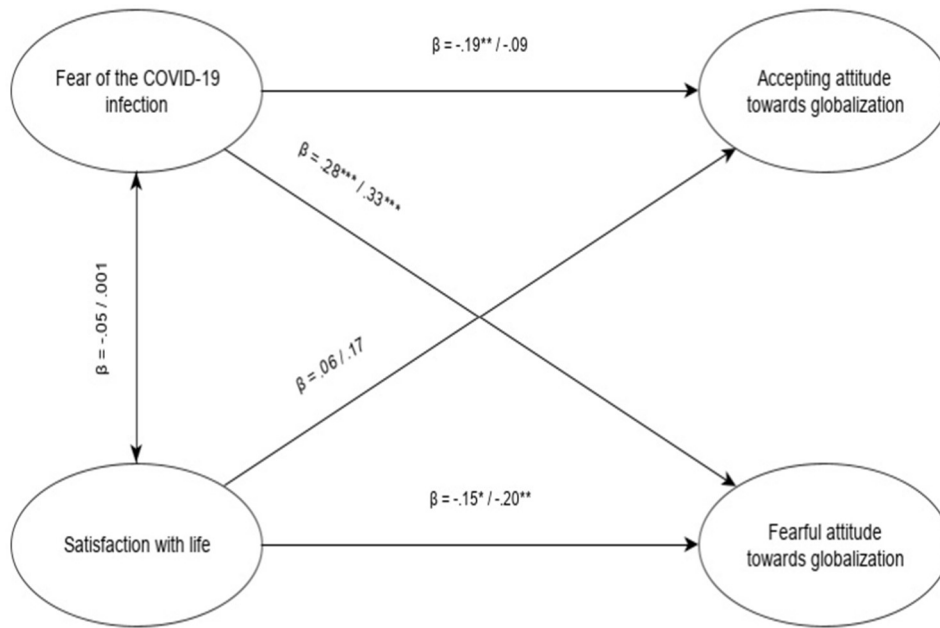 Fear of the COVID-19
infection
β = -.19** / -.09
Accepting attitude
towards globalization
β = .28*** / .33***
β = -.05 / .001
β = .06 / .17
Satisfaction with life
β = -.15* / -.20**
Fearful attitude
towards globalization